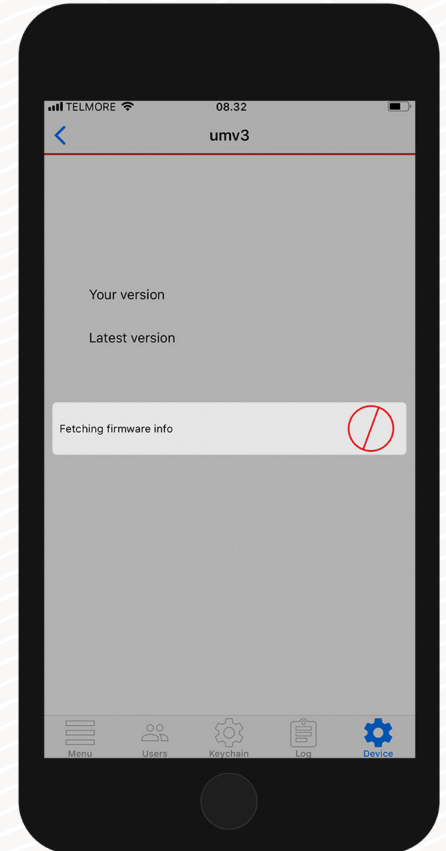 TELMORE 08.32
umv3
Your version
Latest version
Fetching firmware info
Menu Users Keychain Log Device